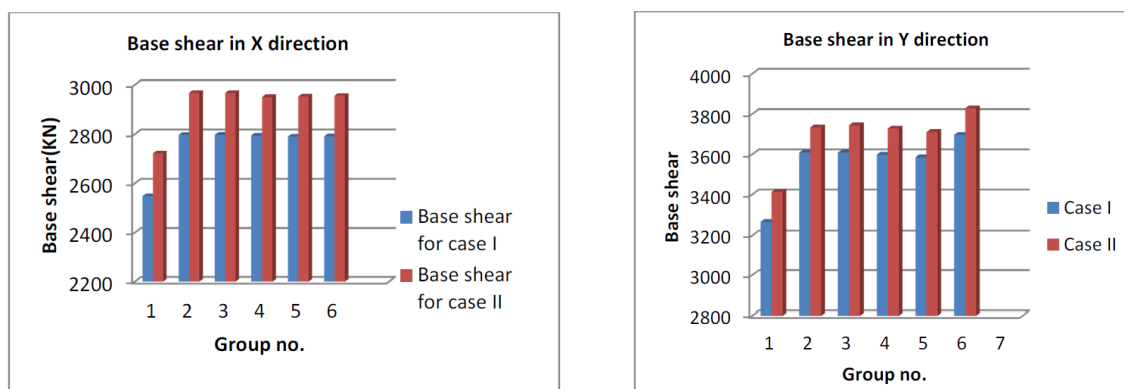 Base shear in X direction
3000
2800
2600
2400
2200
Base shear(KN)
1 2 3 4 5 6
Group no.
Base shear
for case I
Base shear
for case II
Base shear in Y direction
4000
3800
3600
3400
3200
3000
2800
Base shear
1 2 3 4 5 6 7
Group no.
Case I
Case II